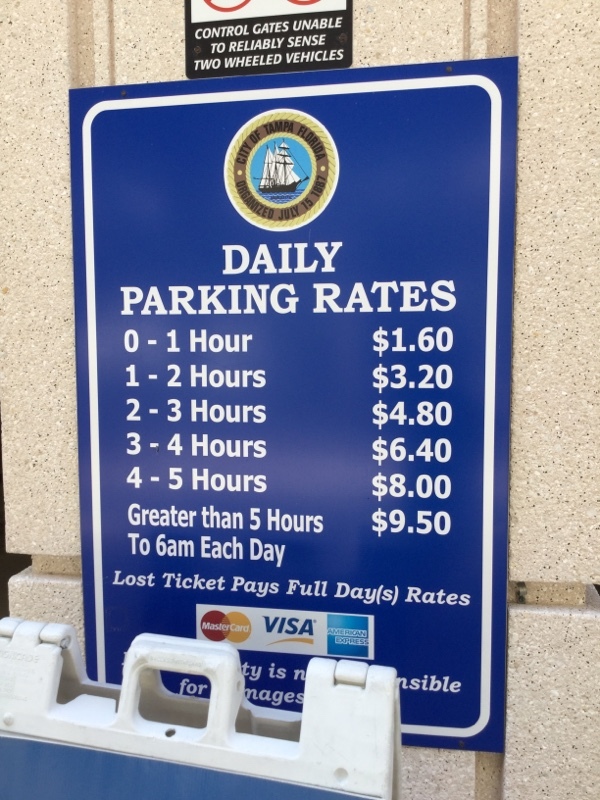 CONTROL GATES UNABLE
TO RELIABLY SENSE
TWO WHEELED VEHICLES
CITY OF TAMPA FLORIDA
ORGANIZED JULY 15 1887
DAILY
PARKING RATES
0 - 1 Hour $1.60
1 - 2 Hours $3.20
2 - 3 Hours $4.80
3 - 4 Hours $6.40
4 - 5 Hours $8.00
Greater than 5 Hours $9.50
To 6am Each Day
Lost Ticket Pays Full Day(s) Rates
MasterCard VISA AMERICAN EXPRESS
is
for